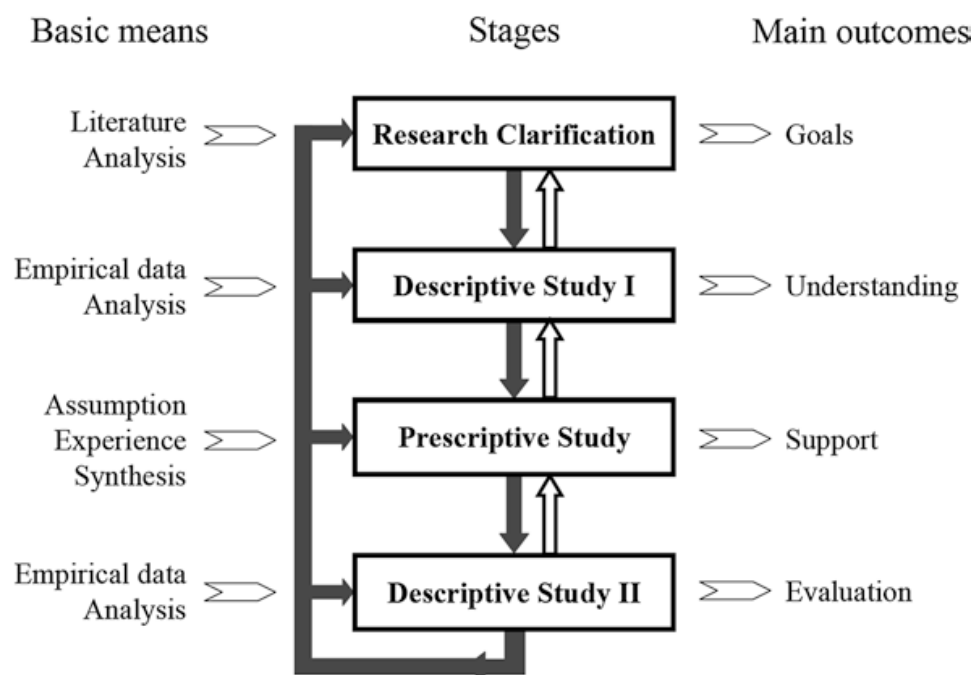 Basic means
Stages
Main outcomes
Literature
Analysis
Research Clarification
Goals
Empirical data
Analysis
Descriptive Study I
Understanding
Assumption
Experience
Synthesis
Prescriptive Study
Support
Empirical data
Analysis
Descriptive Study II
Evaluation